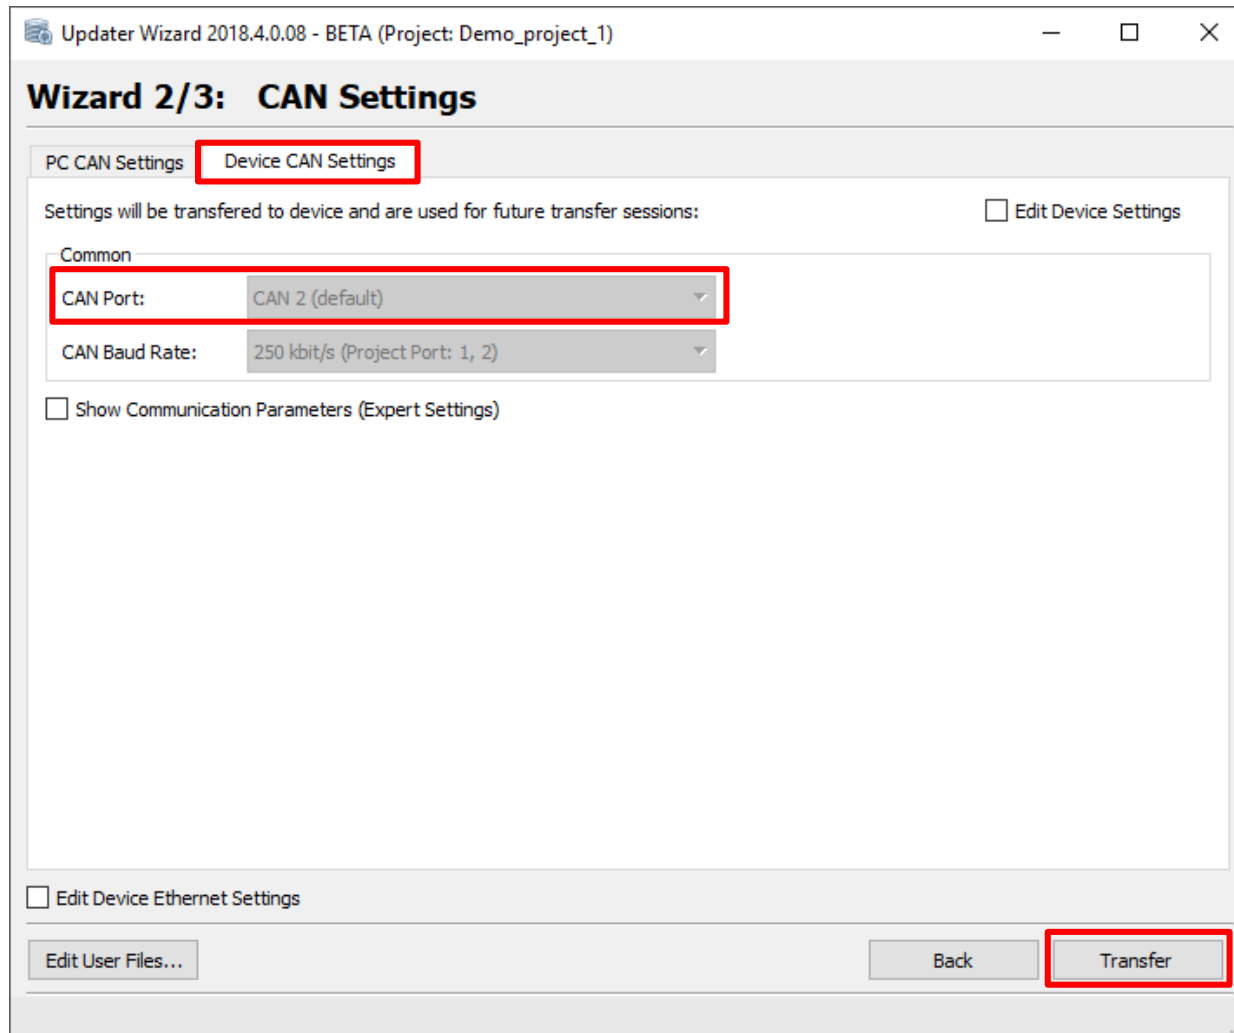 Updater Wizard 2018.4.0.08 - BETA (Project: Demo_project_1)
Wizard 2/3: CAN Settings
PC CAN Settings Device CAN Settings
Settings will be transfered to device and are used for future transfer sessions: Edit Device Settings
Common
CAN Port: CAN 2 (default)
CAN Baud Rate: 250 kbit/s (Project Port: 1, 2)
Show Communication Parameters (Expert Settings)
Edit Device Ethernet Settings
Edit User Files... Back Transfer